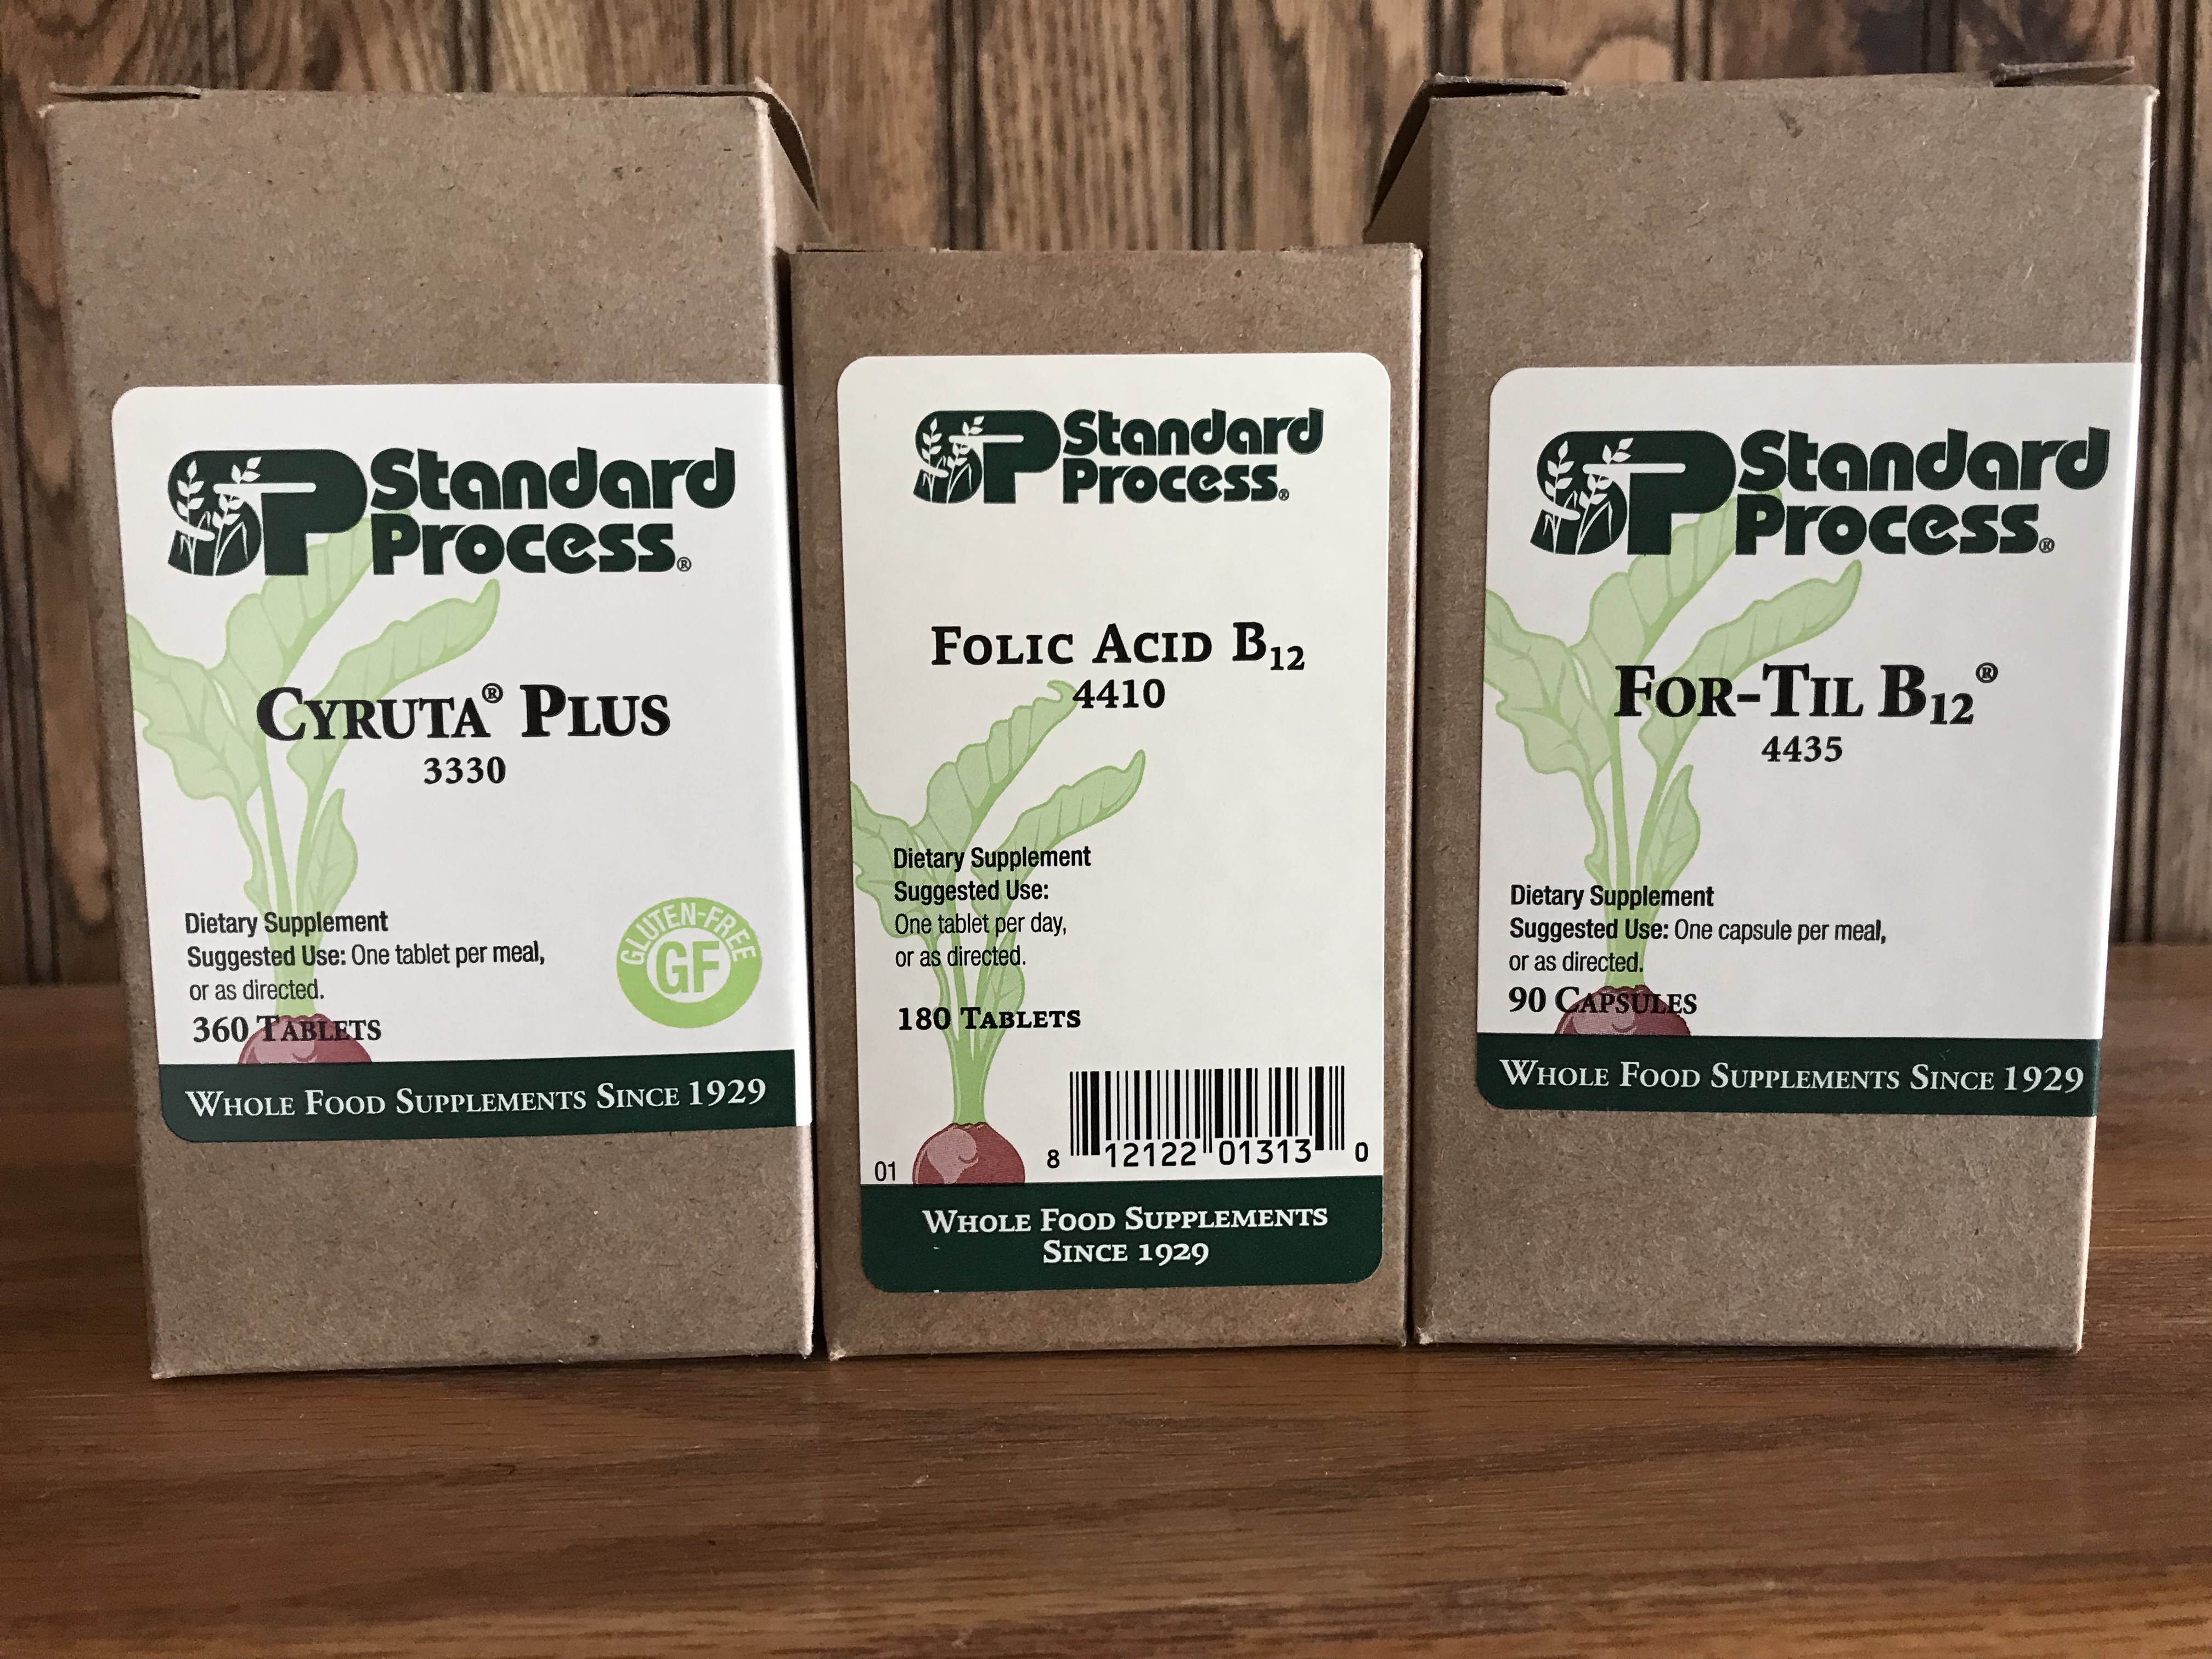 SP Standard
Process®
CYRUTA® PLUS
3330
Dietary Supplement
Suggested Use: One tablet per meal,
or as directed.
360 TABLETS
GLUTEN-FREE
GF
WHOLE FOOD SUPPLEMENTS SINCE 1929
SP Standard
Process®
FOLIC ACID B12
4410
Dietary Supplement
Suggested Use:
One tablet per day,
or as directed.
180 TABLETS
01
8 12122 01313 0
WHOLE FOOD SUPPLEMENTS
SINCE 1929
SP Standard
Process®
FOR-TIL B12®
4435
Dietary Supplement
Suggested Use: One capsule per meal,
or as directed.
90 CAPSULES
WHOLE FOOD SUPPLEMENTS SINCE 1929